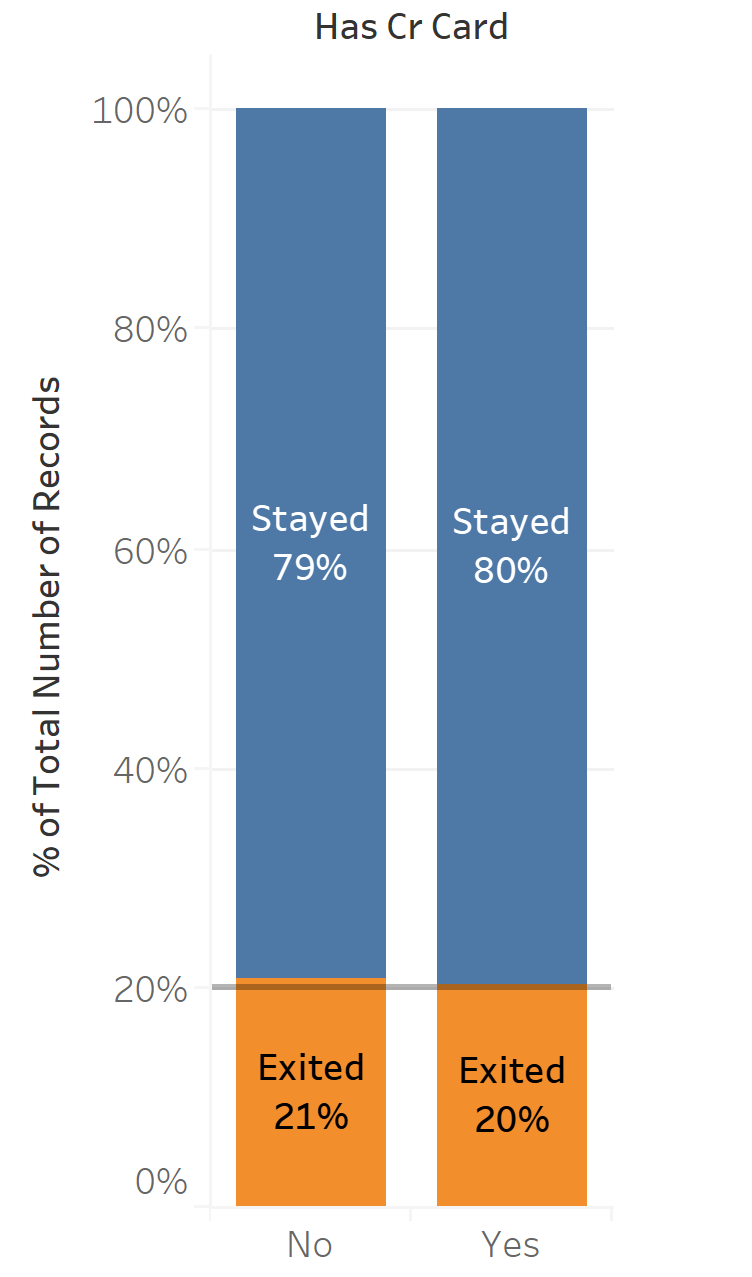 Has Cr Card
100%
80%
60%
40%
20%
0%
% of Total Number of Records
Stayed
79%
Stayed
80%
Exited
21%
Exited
20%
No
Yes